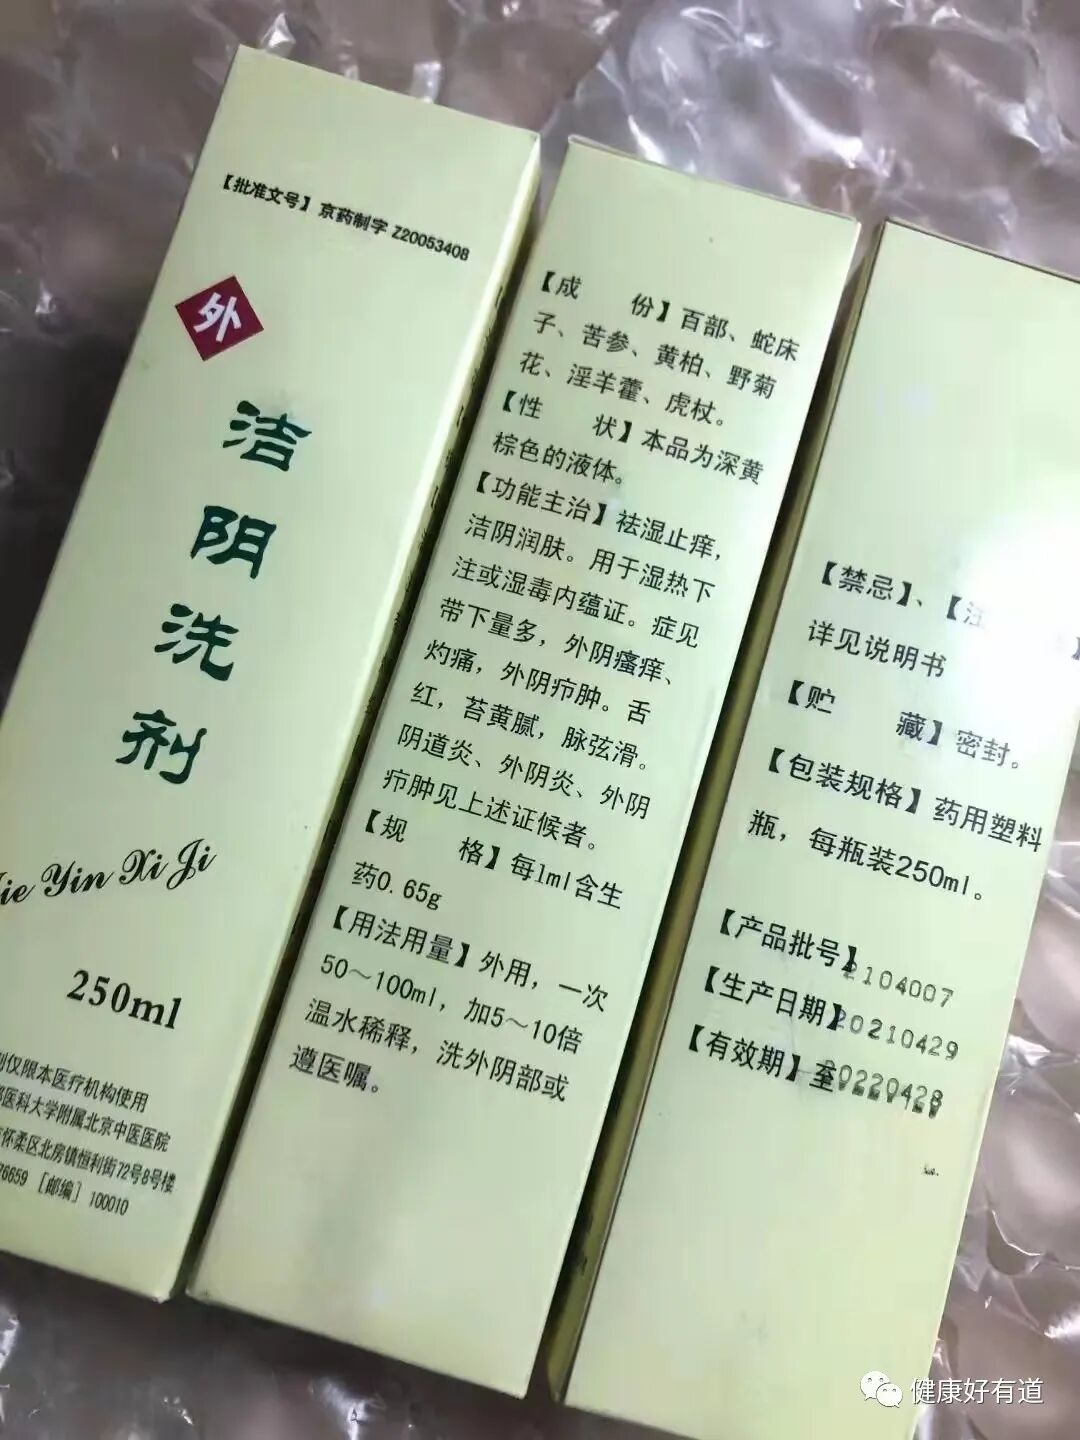 【批准文号】京药制字 Z20053408
外
洁阴洗剂
ie Yin Xi Ji
250ml
仅限本医疗机构使用
医科大学附属北京中医医院
怀柔区北房镇恒利街72号8号楼
6659 [邮编] 100010
【成 份】百部、蛇床
子、苦参、黄柏、野菊
花、淫羊藿、虎杖。
【性 状】本品为深黄
棕色的液体。
【功能主治】祛湿止痒，
洁阴润肤。用于湿热下
注或湿毒内蕴证。症见
带下量多，外阴瘙痒、
灼痛，外阴疖肿。舌
红，苔黄腻，脉弦滑。
阴道炎、外阴炎、外阴
疖肿见上述证候者。
【规 格】每1ml含生
药0.65g
【用法用量】外用，一次
50～100ml，加5～10倍
温水稀释，洗外阴部或
遵医嘱。
【禁忌】、【注
详见说明书
【贮 藏】密封。
【包装规格】药用塑料
瓶，每瓶装250ml。
【产品批号】2104007
【生产日期】20210429
【有效期】至20220428
健康好有道